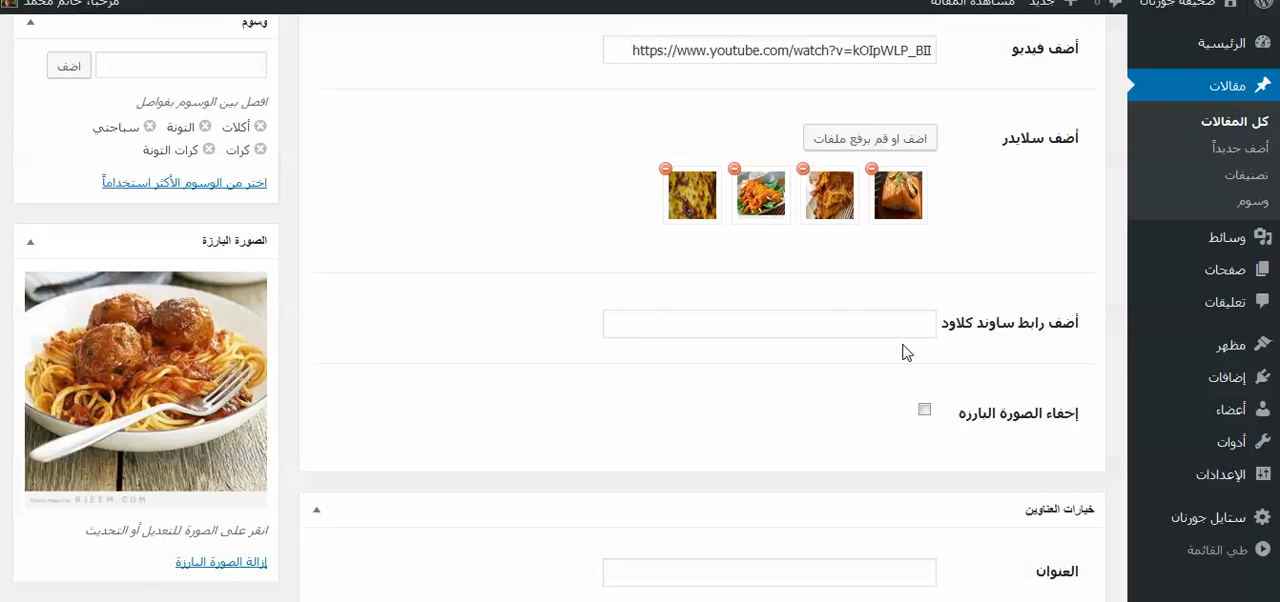 صحيفة جورنان
0
جديد
مشاهدة المقالة
مرحبا، حاتم محمد
الرئيسية
مقالات
كل المقالات
أضف جديداً
تصنيفات
وسوم
وسائط
صفحات
تعليقات
مظهر
إضافات
أعضاء
أدوات
الإعدادات
ستايل جورنان
طي القائمة
أضف فيديو
https://www.youtube.com/watch?v=kOIpWLP_BII
أضف سلايدر
اضف او قم برفع ملفات
أضف رابط ساوند كلاود
إخفاء الصورة البارزه
خيارات العناوين
العنوان
وسوم
اضف
افصل بين الوسوم بفواصل
أكلات التونة سباجتي
كرات كرات التونة
اختر من الوسوم الأكثر استخداماً
الصورة البارزة
RJEEM.COM
انقر على الصورة للتعديل أو التحديث
إزالة الصورة البارزة